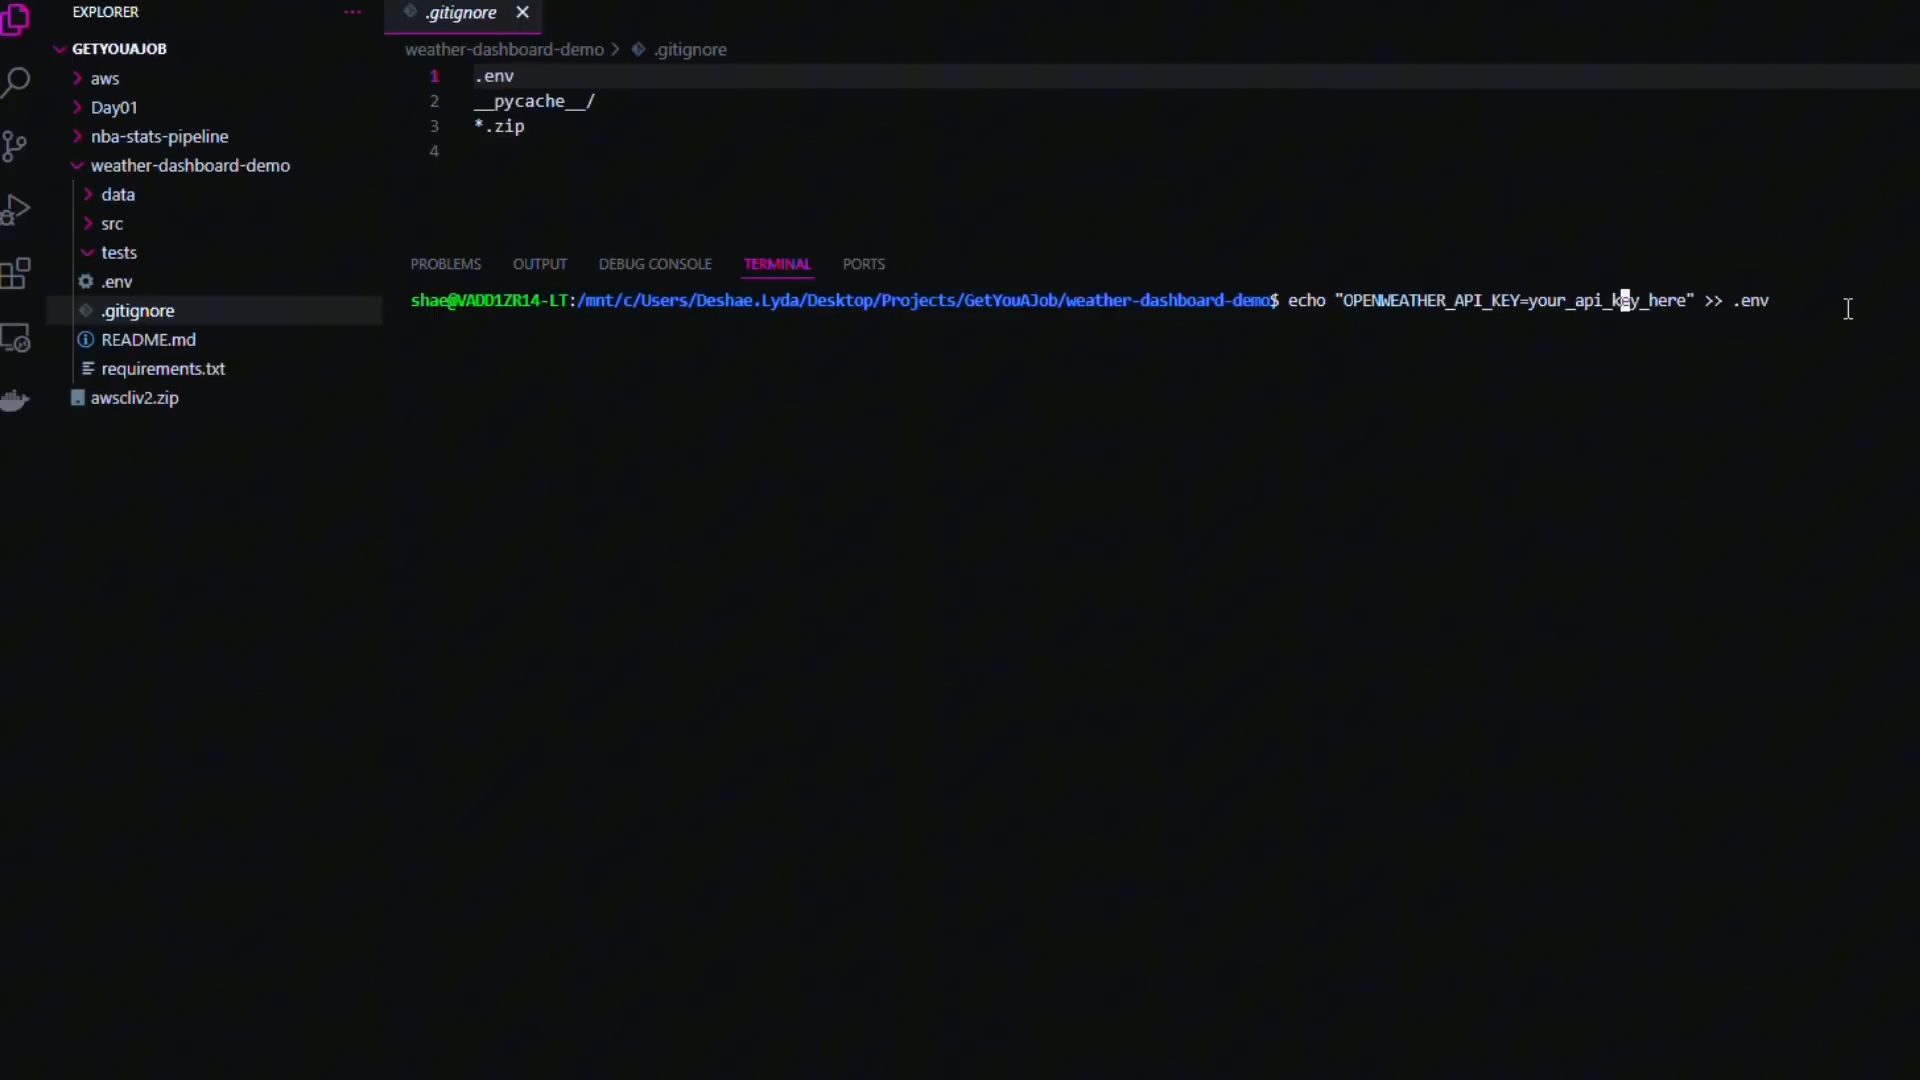 EXPLORER
GETYOUAJOB
aws
Day01
nba-stats-pipeline
weather-dashboard-demo
data
src
tests
.env
.gitignore
README.md
requirements.txt
awscliv2.zip
.gitignore
weather-dashboard-demo > .gitignore
1 .env
2 __pycache__/
3 *.zip
4
PROBLEMS OUTPUT DEBUG CONSOLE TERMINAL PORTS
shae@VADD1ZR14-LT:/mnt/c/Users/Deshae.Lyda/Desktop/Projects/GetYouAJob/weather-dashboard-demo$ echo "OPENWEATHER_API_KEY=your_api_key_here" >> .env